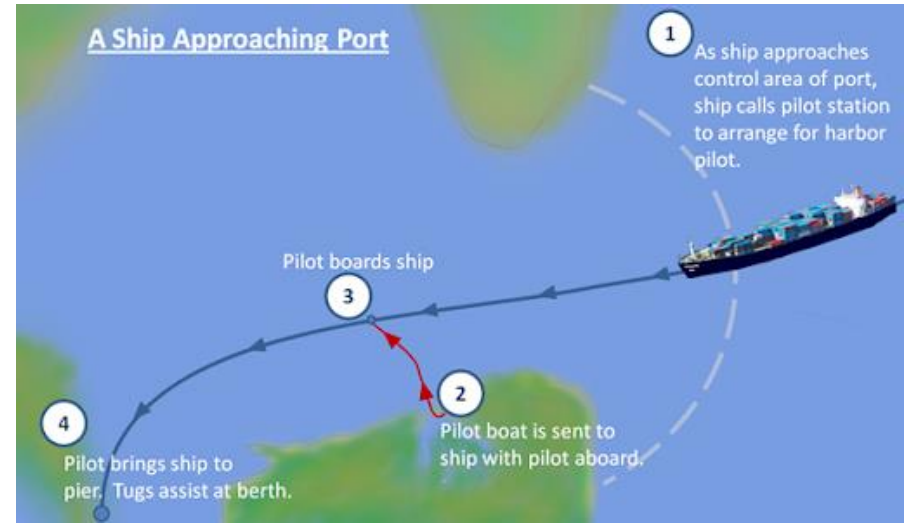 A Ship Approaching Port
1
As ship approaches
control area of port,
ship calls pilot station
to arrange for harbor
pilot.
Pilot boards ship
3
2
Pilot boat is sent to
ship with pilot aboard.
4
Pilot brings ship to
pier. Tugs assist at berth.